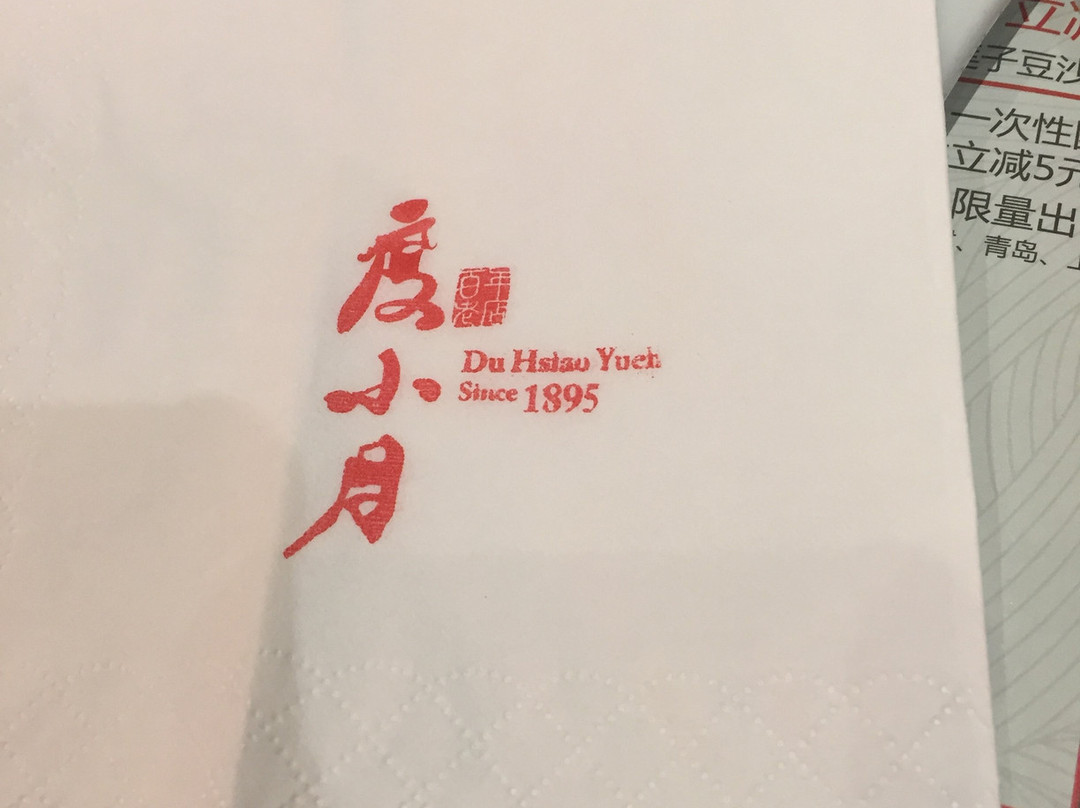 度小月
百年老店
Du Hsiao Yueh
Since 1895
立减
子豆沙
一次性
立减5元
限量出
、青岛、